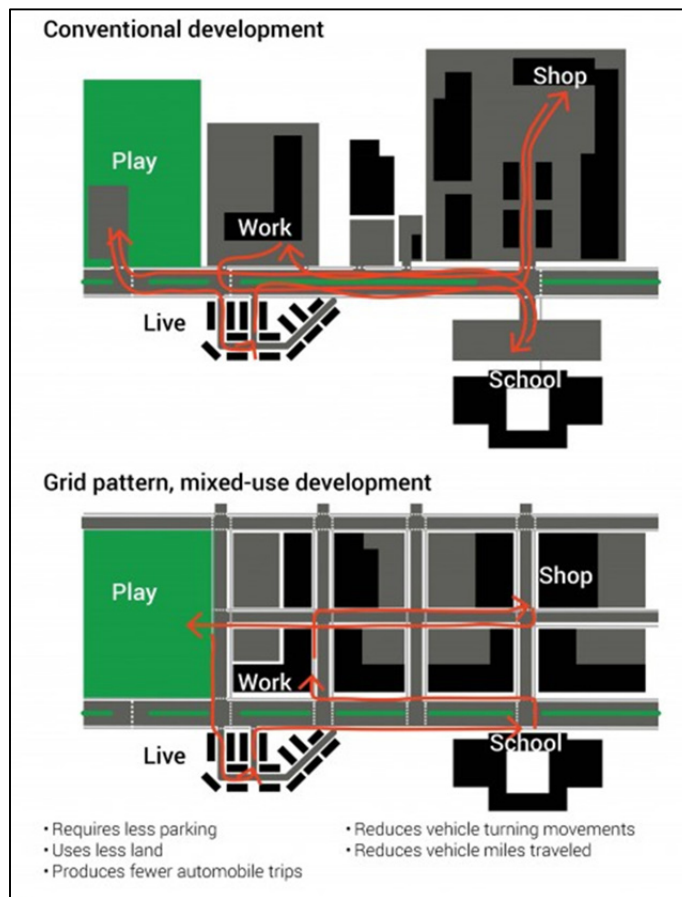 Conventional development
Shop
Play
Work
Live
School
Grid pattern, mixed-use development
Play
Shop
Work
Live
School
• Requires less parking
• Uses less land
• Produces fewer automobile trips
• Reduces vehicle turning movements
• Reduces vehicle miles traveled